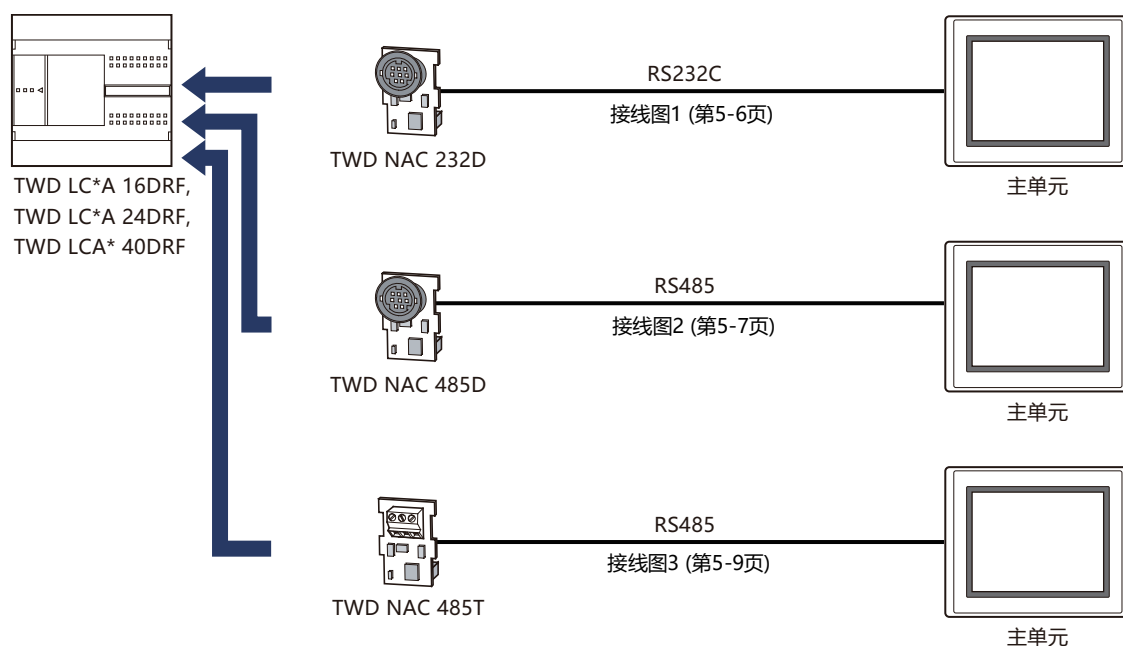 TWD LC*A 16DRF,
TWD LC*A 24DRF,
TWD LCA* 40DRF
RS232C
接线图1 (第5-6页)
TWD NAC 232D
主单元
RS485
接线图2 (第5-7页)
TWD NAC 485D
主单元
RS485
接线图3 (第5-9页)
TWD NAC 485T
主单元